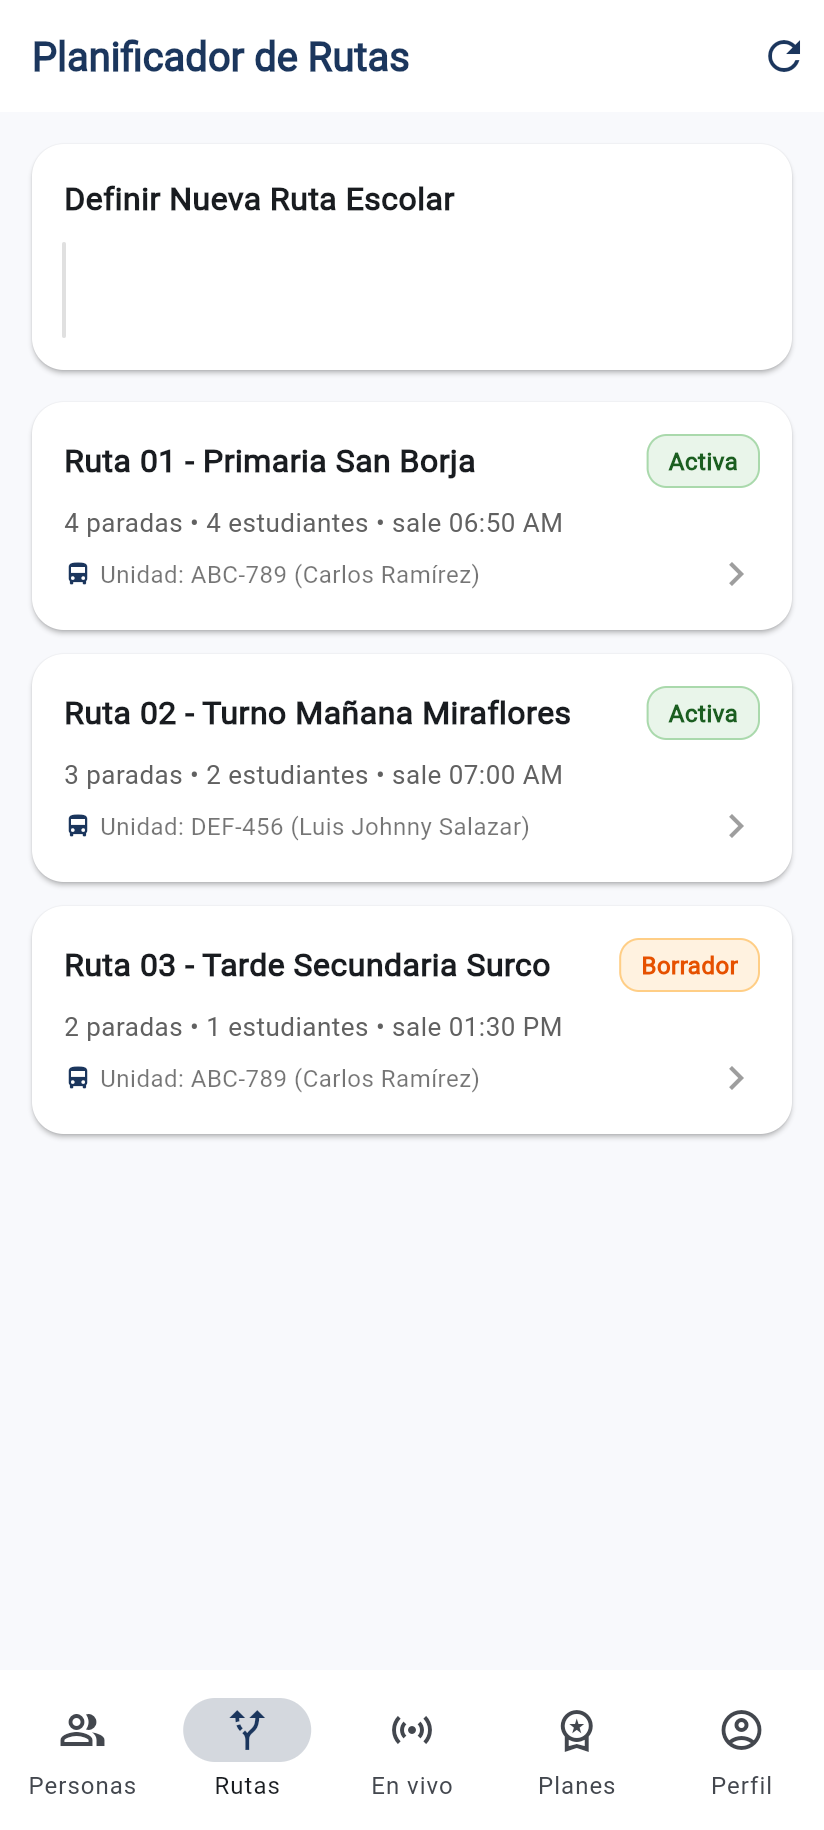 Planificador de Rutas
Definir Nueva Ruta Escolar
Ruta 01 - Primaria San Borja
Activa
4 paradas • 4 estudiantes • sale 06:50 AM
Unidad: ABC-789 (Carlos Ramírez)
Ruta 02 - Turno Mañana Miraflores
Activa
3 paradas • 2 estudiantes • sale 07:00 AM
Unidad: DEF-456 (Luis Johnny Salazar)
Ruta 03 - Tarde Secundaria Surco
Borrador
2 paradas • 1 estudiantes • sale 01:30 PM
Unidad: ABC-789 (Carlos Ramírez)
Personas
Rutas
En vivo
Planes
Perfil